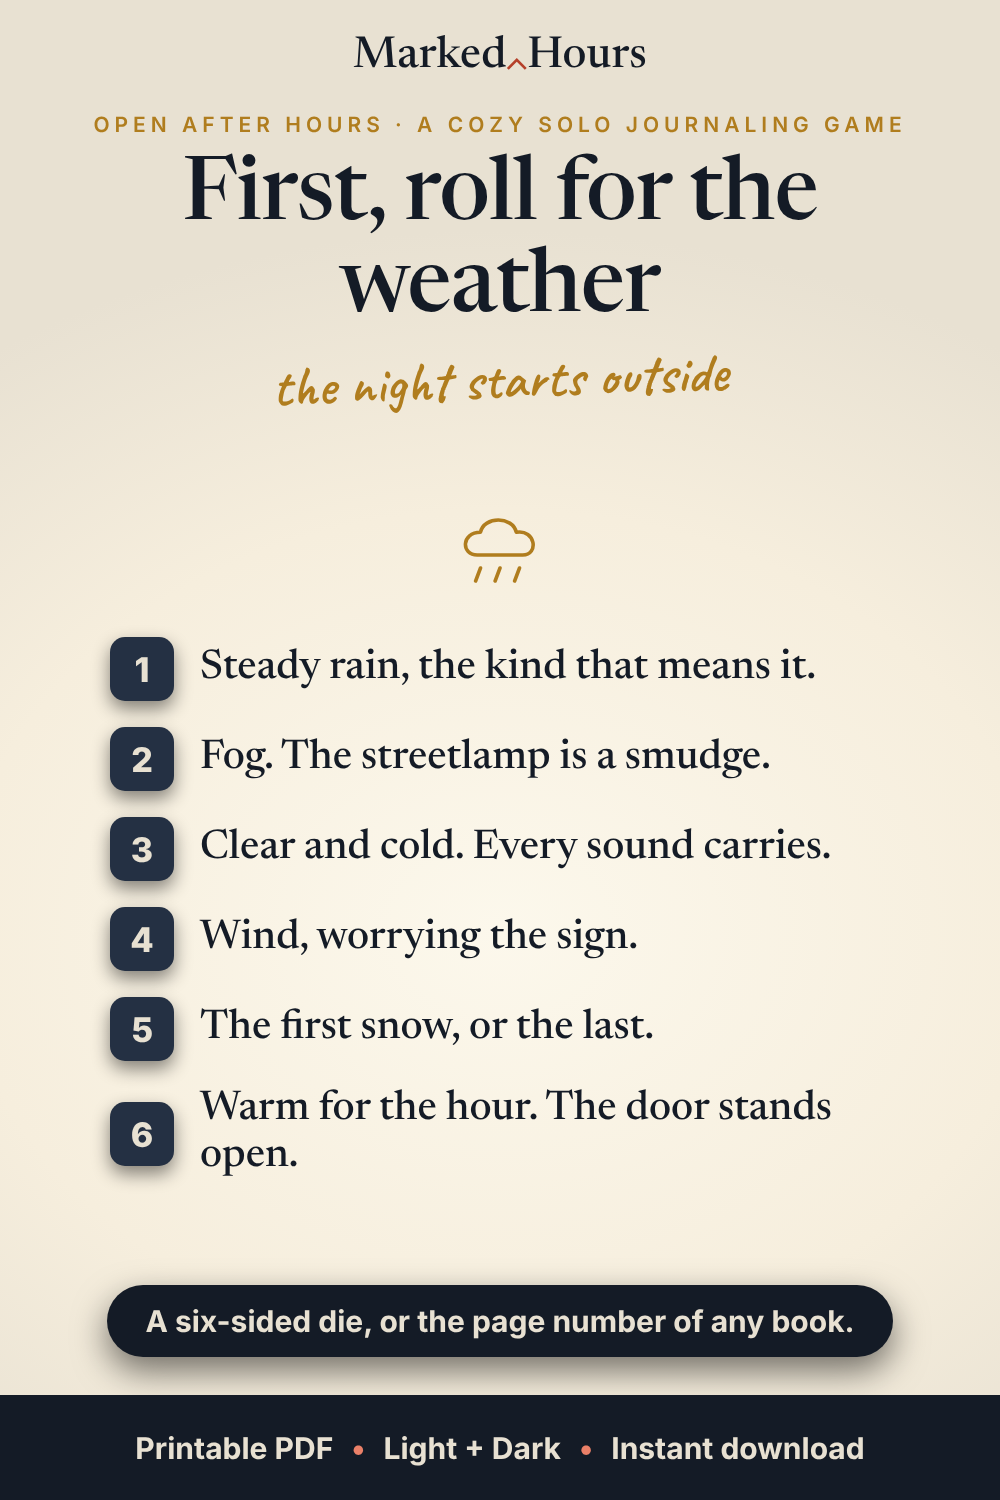 Marked‸Hours
OPEN AFTER HOURS · A COZY SOLO JOURNALING GAME
First, roll for the
weather
the night starts outside
1 Steady rain, the kind that means it.
2 Fog. The streetlamp is a smudge.
3 Clear and cold. Every sound carries.
4 Wind, worrying the sign.
5 The first snow, or the last.
6 Warm for the hour. The door stands
open.
A six-sided die, or the page number of any book.
Printable PDF • Light + Dark • Instant download